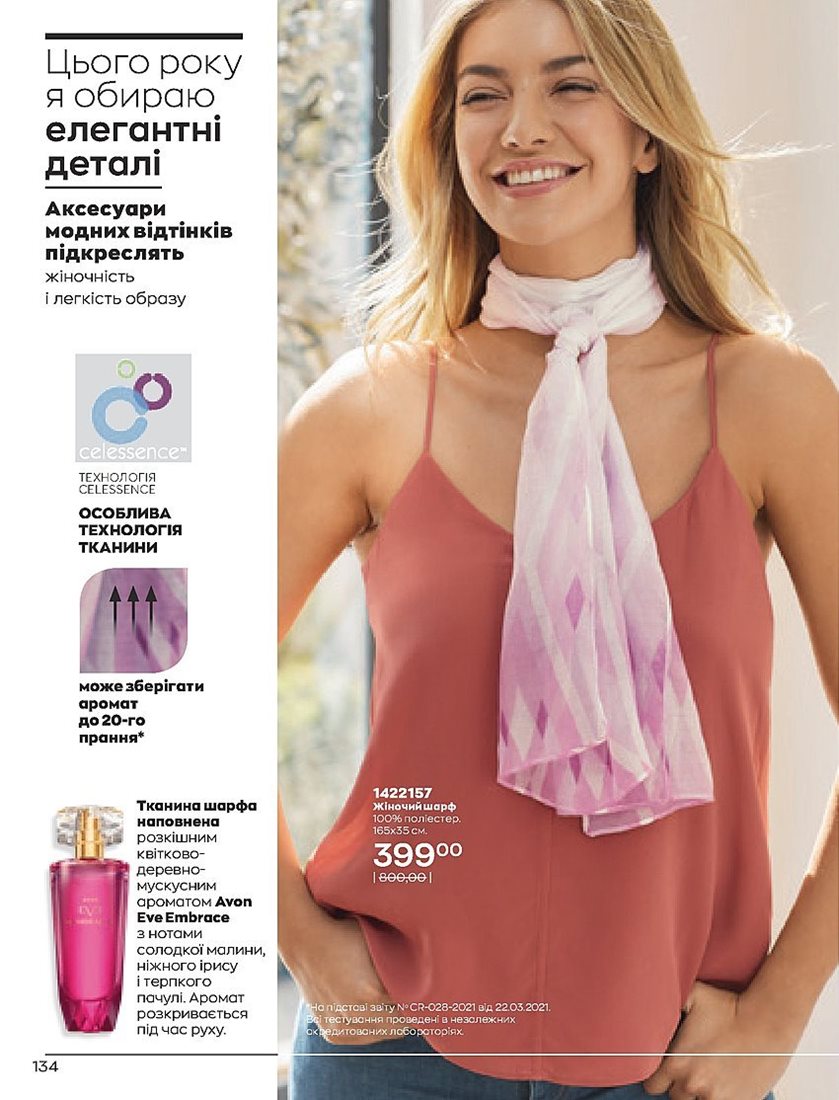 Цього року
я обираю
елегантні
деталі
Аксесуари
модних відтінків
підкреслять
жіночність
і легкість образу
celessence™
ТЕХНОЛОГІЯ
CELESSENCE
ОСОБЛИВА
ТЕХНОЛОГІЯ
ТКАНИНИ
може зберігати
аромат
до 20-го
прання*
Тканина шарфа
наповнена
розкішним
квітково-
деревно-
мускусним
ароматом Avon
Eve Embrace
з нотами
солодкої малини,
ніжного ірису
і терпкого
пачулі. Аромат
розкривається
під час руху.
1422157
Жіночий шарф
100% поліестер.
165x35 см.
39900
| 800,00 |
*На підставі звіту № CR-028-2021 від 22.03.2021.
Всі тестування проведені в незалежних
акредитованих лабораторіях.
134